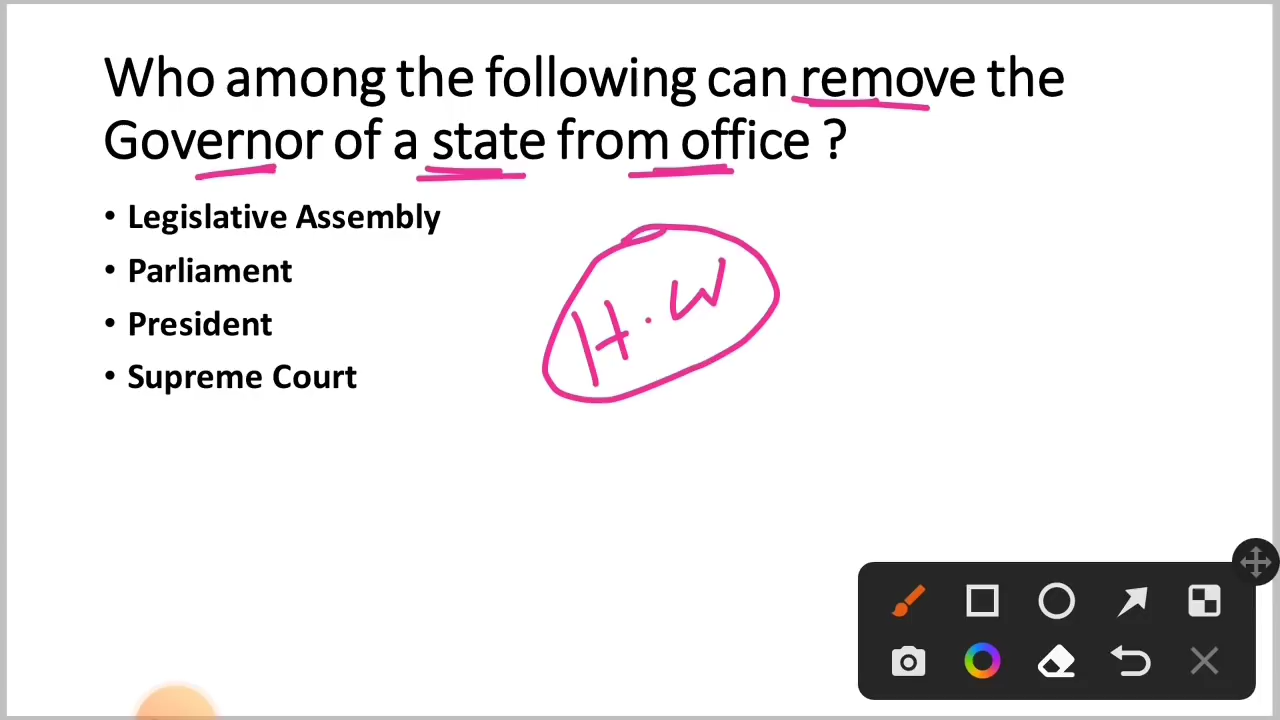 Who among the following can remove the
Governor of a state from office ?
• Legislative Assembly
• Parliament
• President
• Supreme Court
H.W